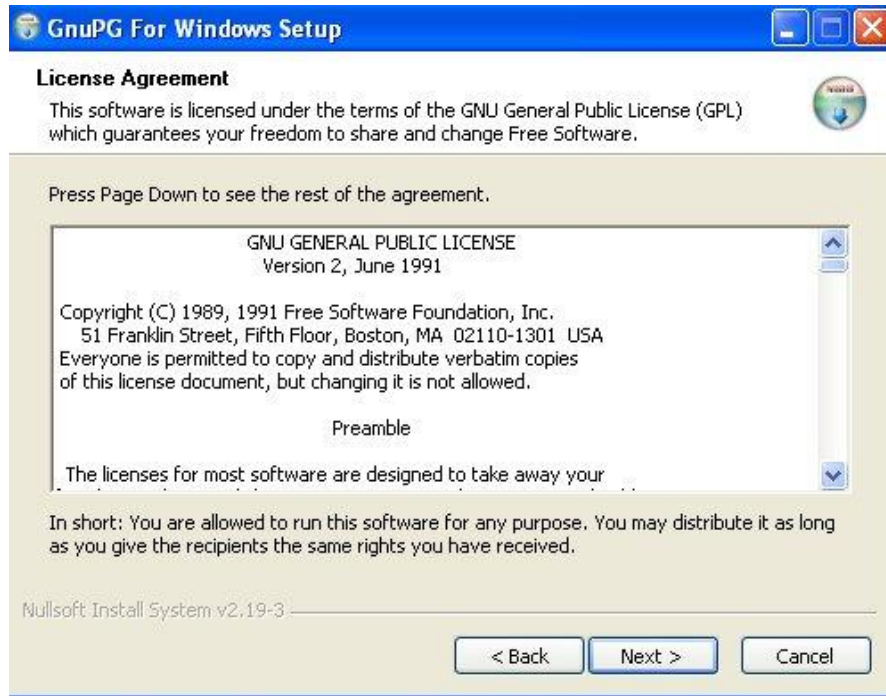 GnuPG For Windows Setup
License Agreement
This software is licensed under the terms of the GNU General Public License (GPL)
which guarantees your freedom to share and change Free Software.
Press Page Down to see the rest of the agreement.
GNU GENERAL PUBLIC LICENSE
Version 2, June 1991
Copyright (C) 1989, 1991 Free Software Foundation, Inc.
51 Franklin Street, Fifth Floor, Boston, MA 02110-1301 USA
Everyone is permitted to copy and distribute verbatim copies
of this license document, but changing it is not allowed.
Preamble
The licenses for most software are designed to take away your
In short: You are allowed to run this software for any purpose. You may distribute it as long
as you give the recipients the same rights you have received.
Nullsoft Install System v2.19-3
< Back
Next >
Cancel